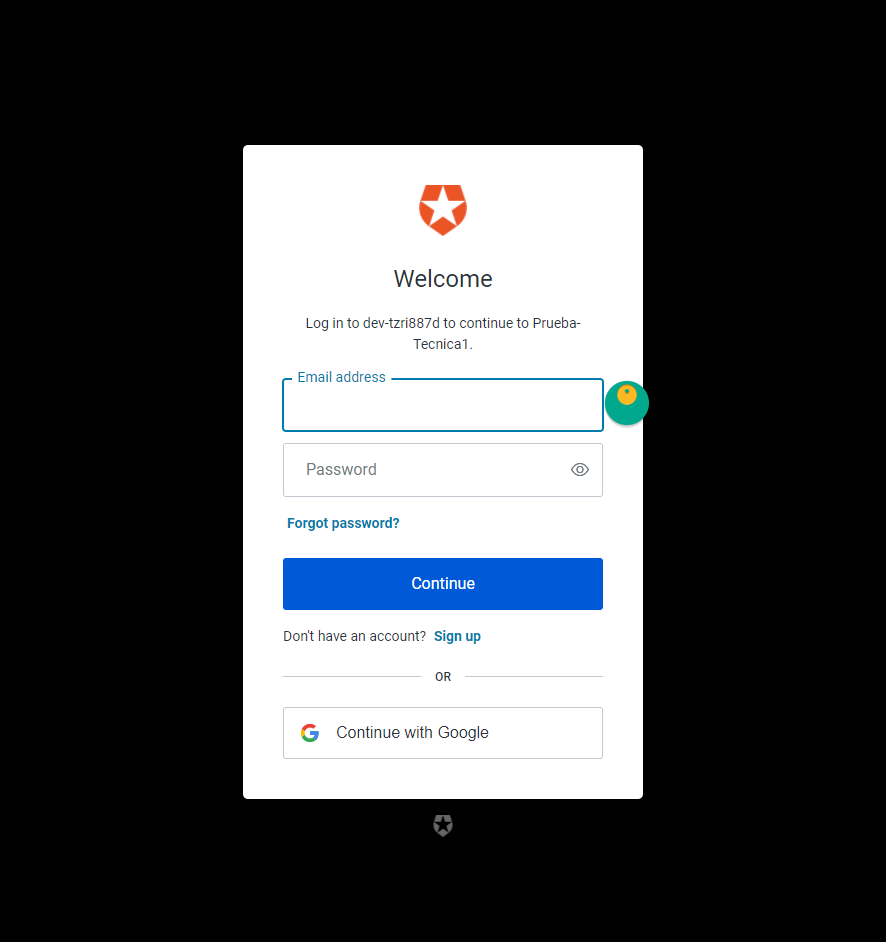 Welcome
Log in to dev-tzri887d to continue to Prueba-
Tecnica1.
Email address
Password
Forgot password?
Continue
Don't have an account? Sign up
OR
Continue with Google